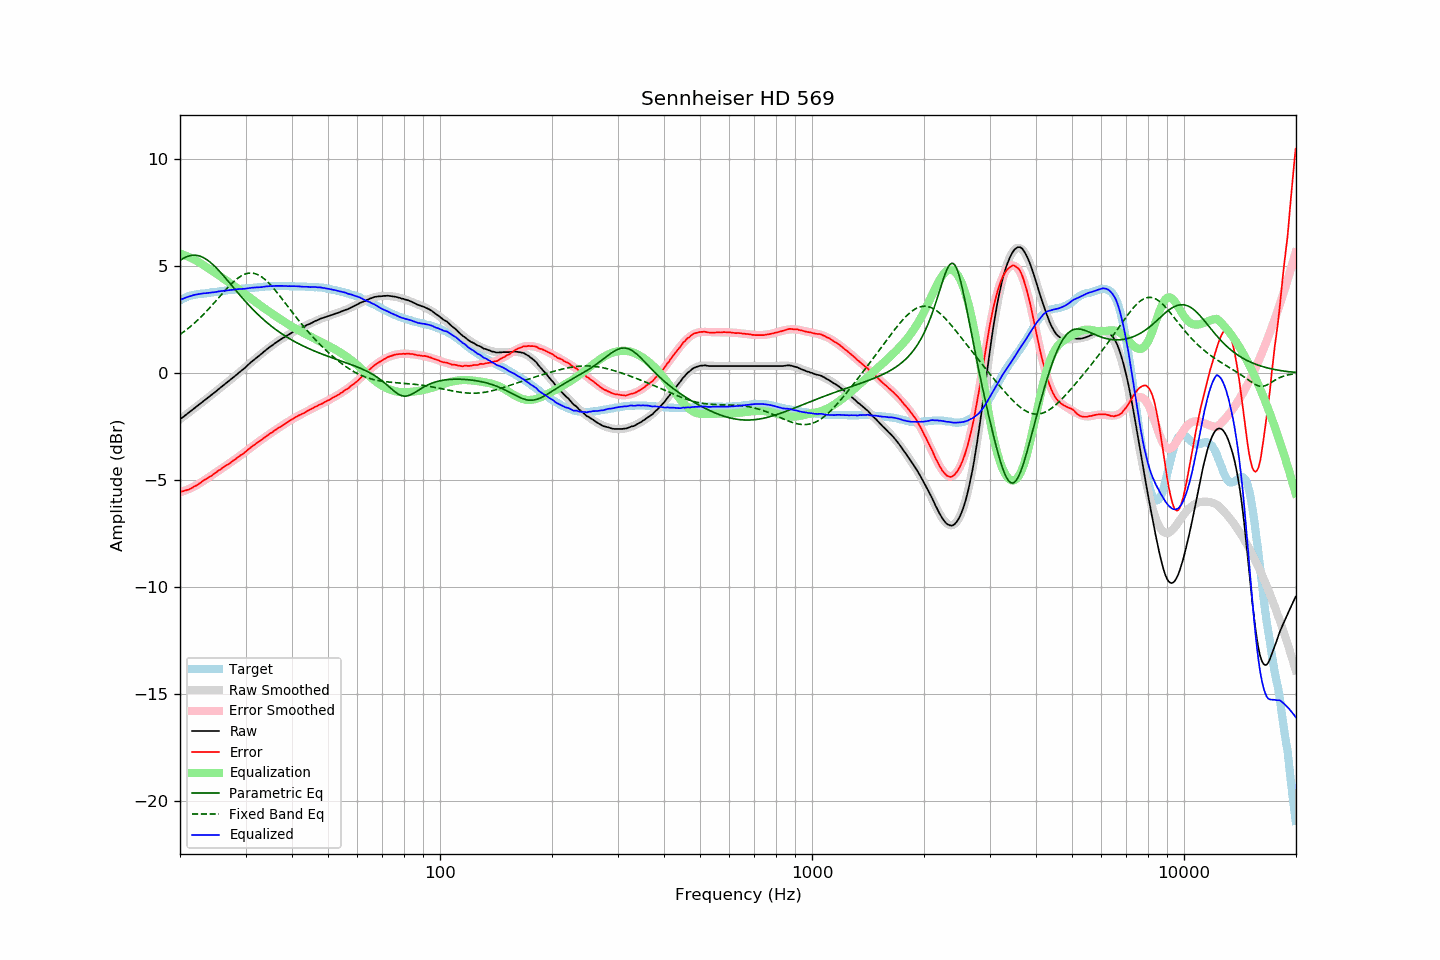 Sennheiser HD 569
10
5
0
−5
−10
−15
−20
Amplitude (dBr)
Target
Raw Smoothed
Error Smoothed
Raw
Error
Equalization
Parametric Eq
Fixed Band Eq
Equalized
100
1000
10000
Frequency (Hz)